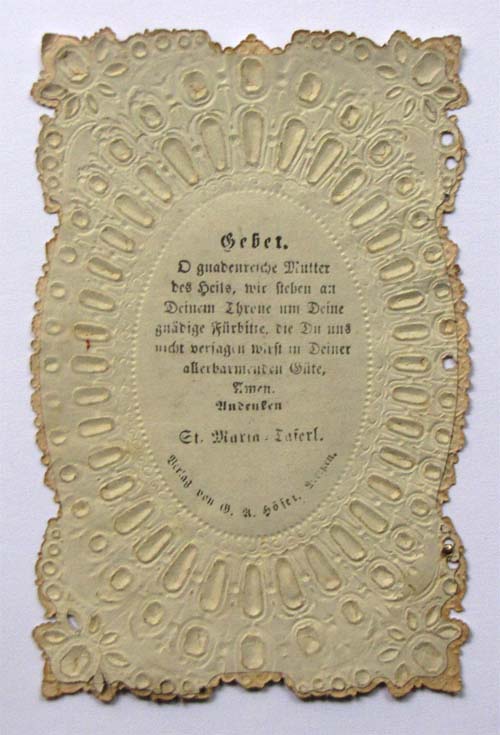 Gebet.
O gnadenreiche Mutter
des Heils, wir stehen an
Deinem Throne um Deine
gnädige Fürbitte, die Du uns
nicht versagen wirst in Deiner
allerbarmenden Güte,
Amen.
Andenken
St. Maria-Taferl.
Verlag von G. A. Höfer,